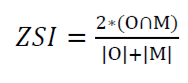 ZSI = 2*(O∩M) / |O|+|M|